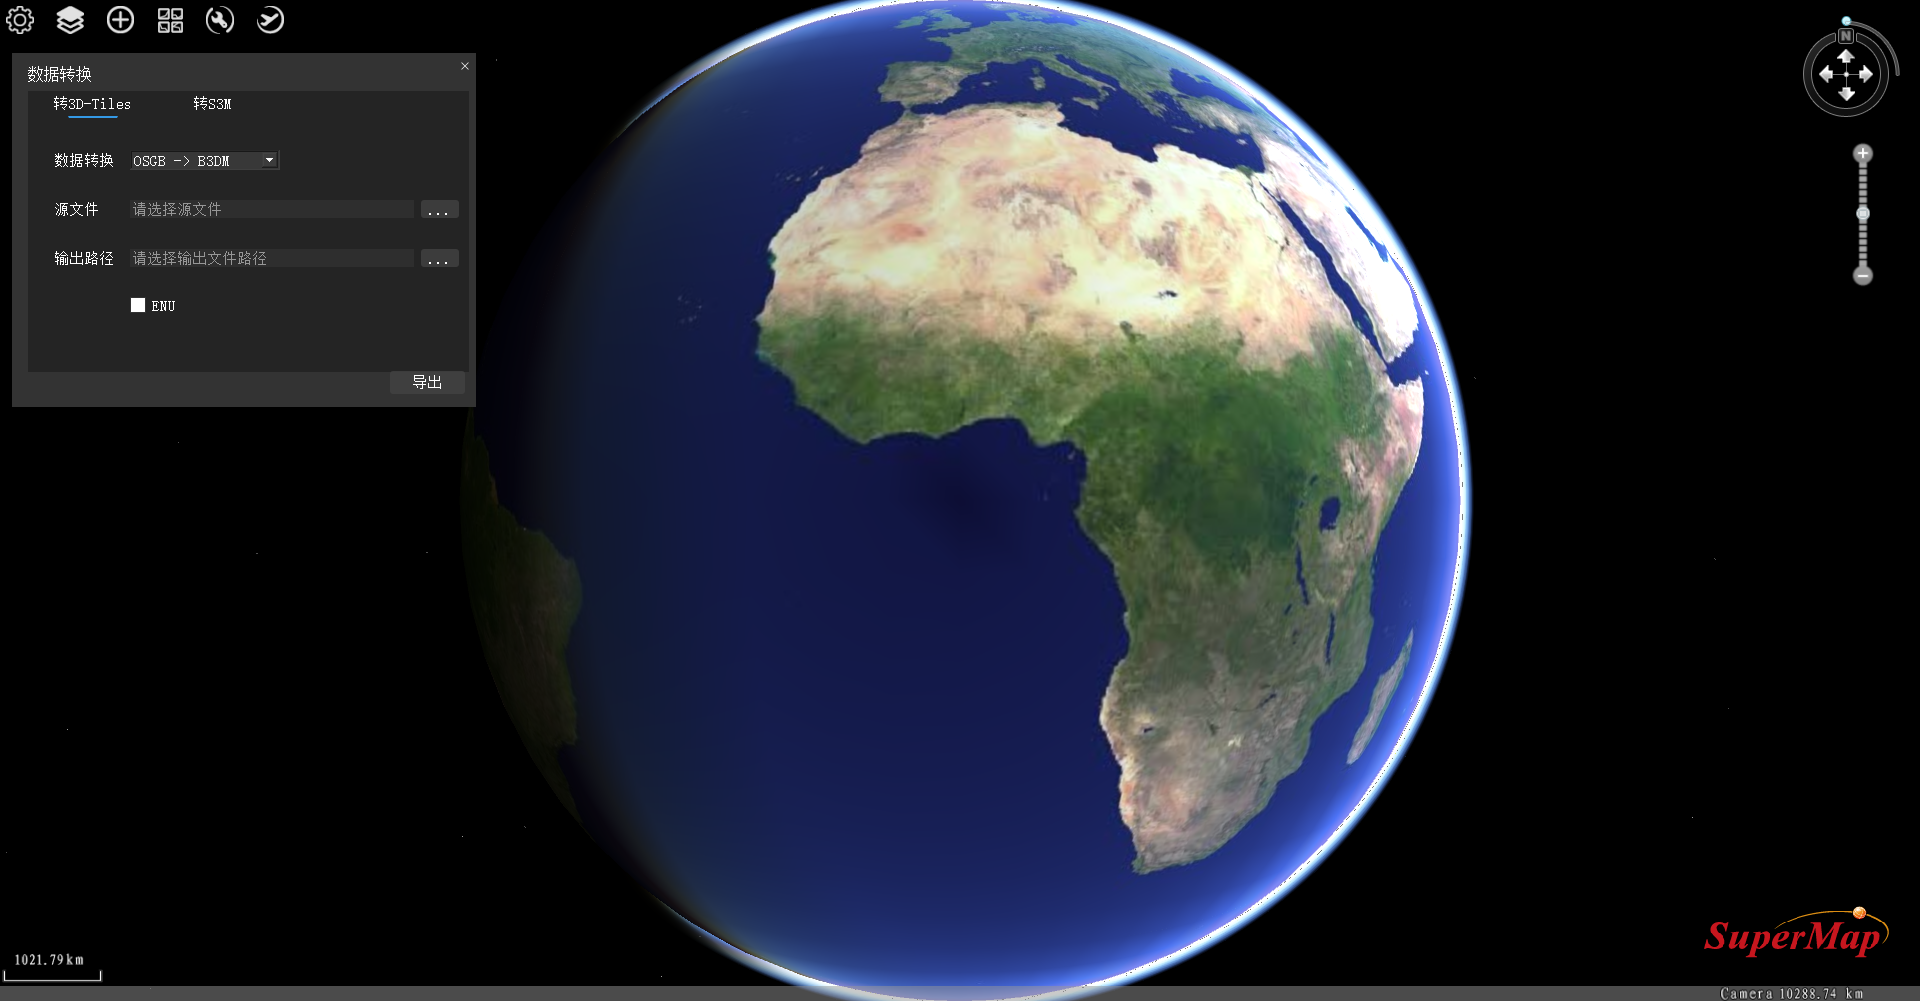 数据转换
转3D-Tiles 转S3M
数据转换 OSGB -> B3DM
源文件 请选择源文件 ...
输出路径 请选择输出文件路径 ...
ENU
导出
N
SuperMap
1021.79km
Camera 10288.74 km